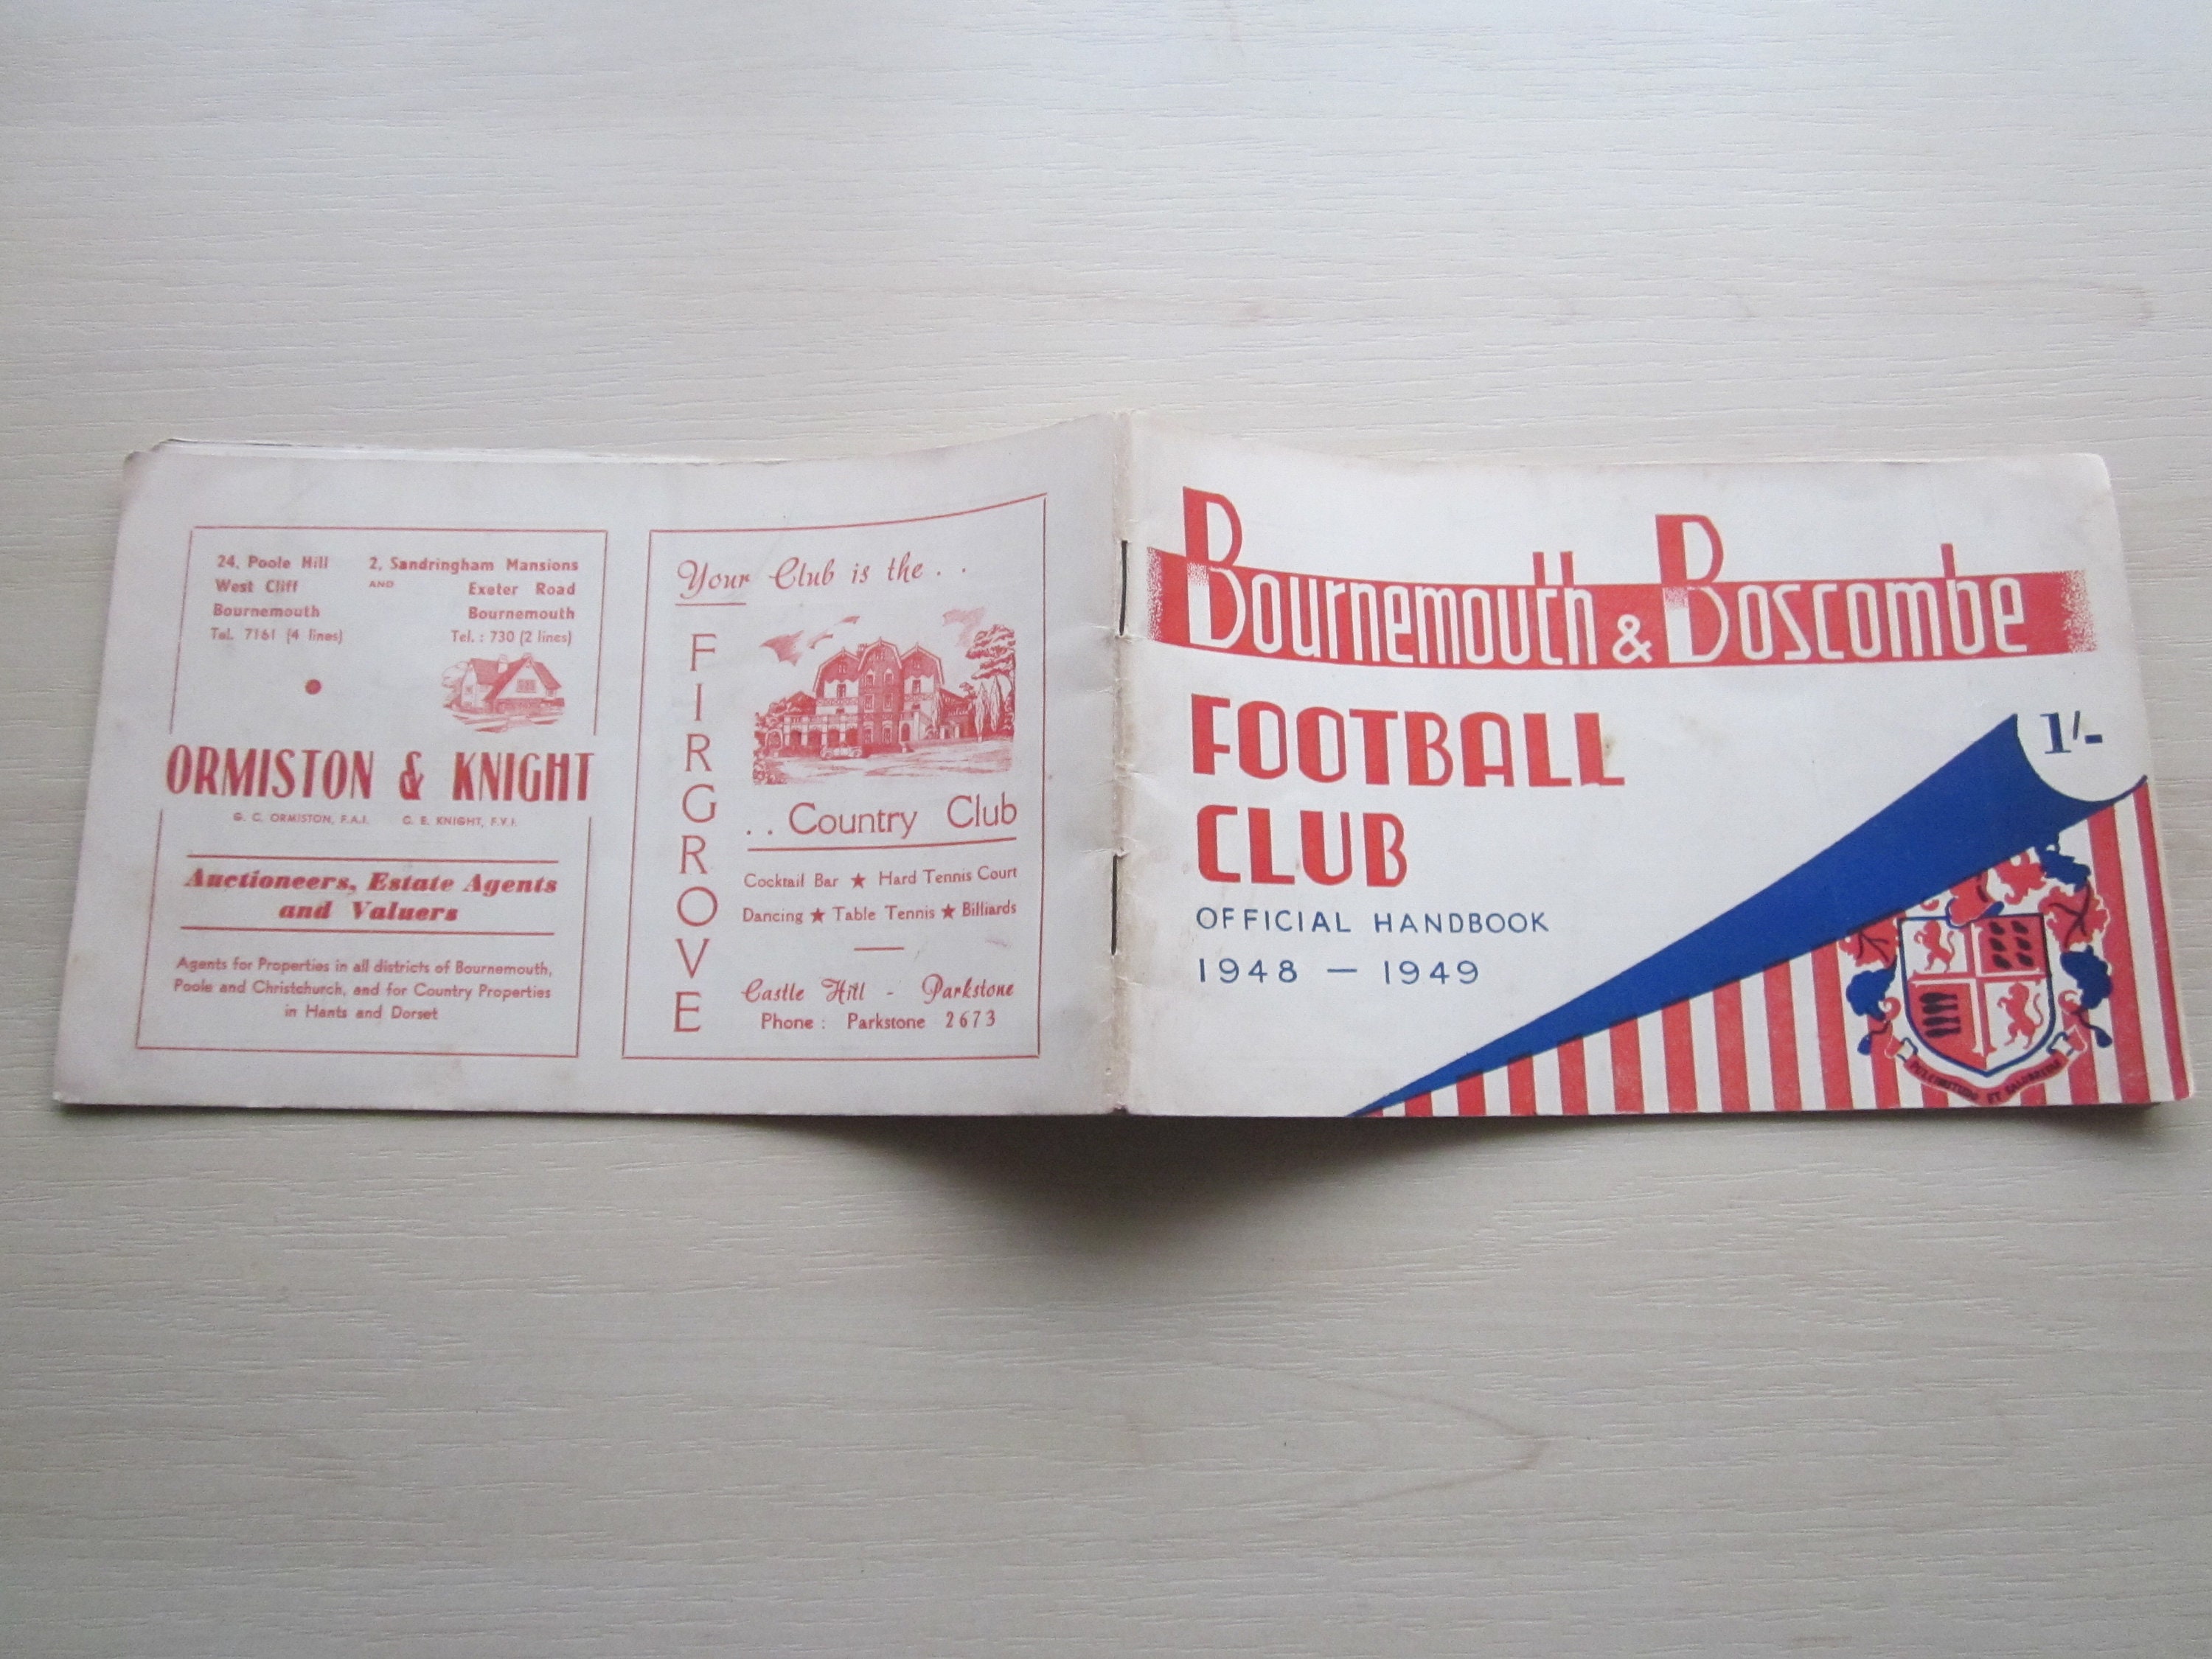 24, Poole Hill
West Cliff
Bournemouth
Tel. 7161 (4 lines)
AND
2, Sandringham Mansions
Exeter Road
Bournemouth
Tel. : 730 (2 lines)
ORMISTON & KNIGHT
G. C. ORMISTON, F.A.I. C. E. KNIGHT, F.V.I.
Auctioneers, Estate Agents
and Valuers
Agents for Properties in all districts of Bournemouth,
Poole and Christchurch, and for Country Properties
in Hants and Dorset
Your Club is the . .
FIRGROVE
. . Country Club
Cocktail Bar ★ Hard Tennis Court
Dancing ★ Table Tennis ★ Billiards
Castle Hill - Parkstone
Phone : Parkstone 2673
Bournemouth & Boscombe
FOOTBALL
CLUB
OFFICIAL HANDBOOK
1948 — 1949
1/-
PULCHRITUDO ET SALUBRITAS